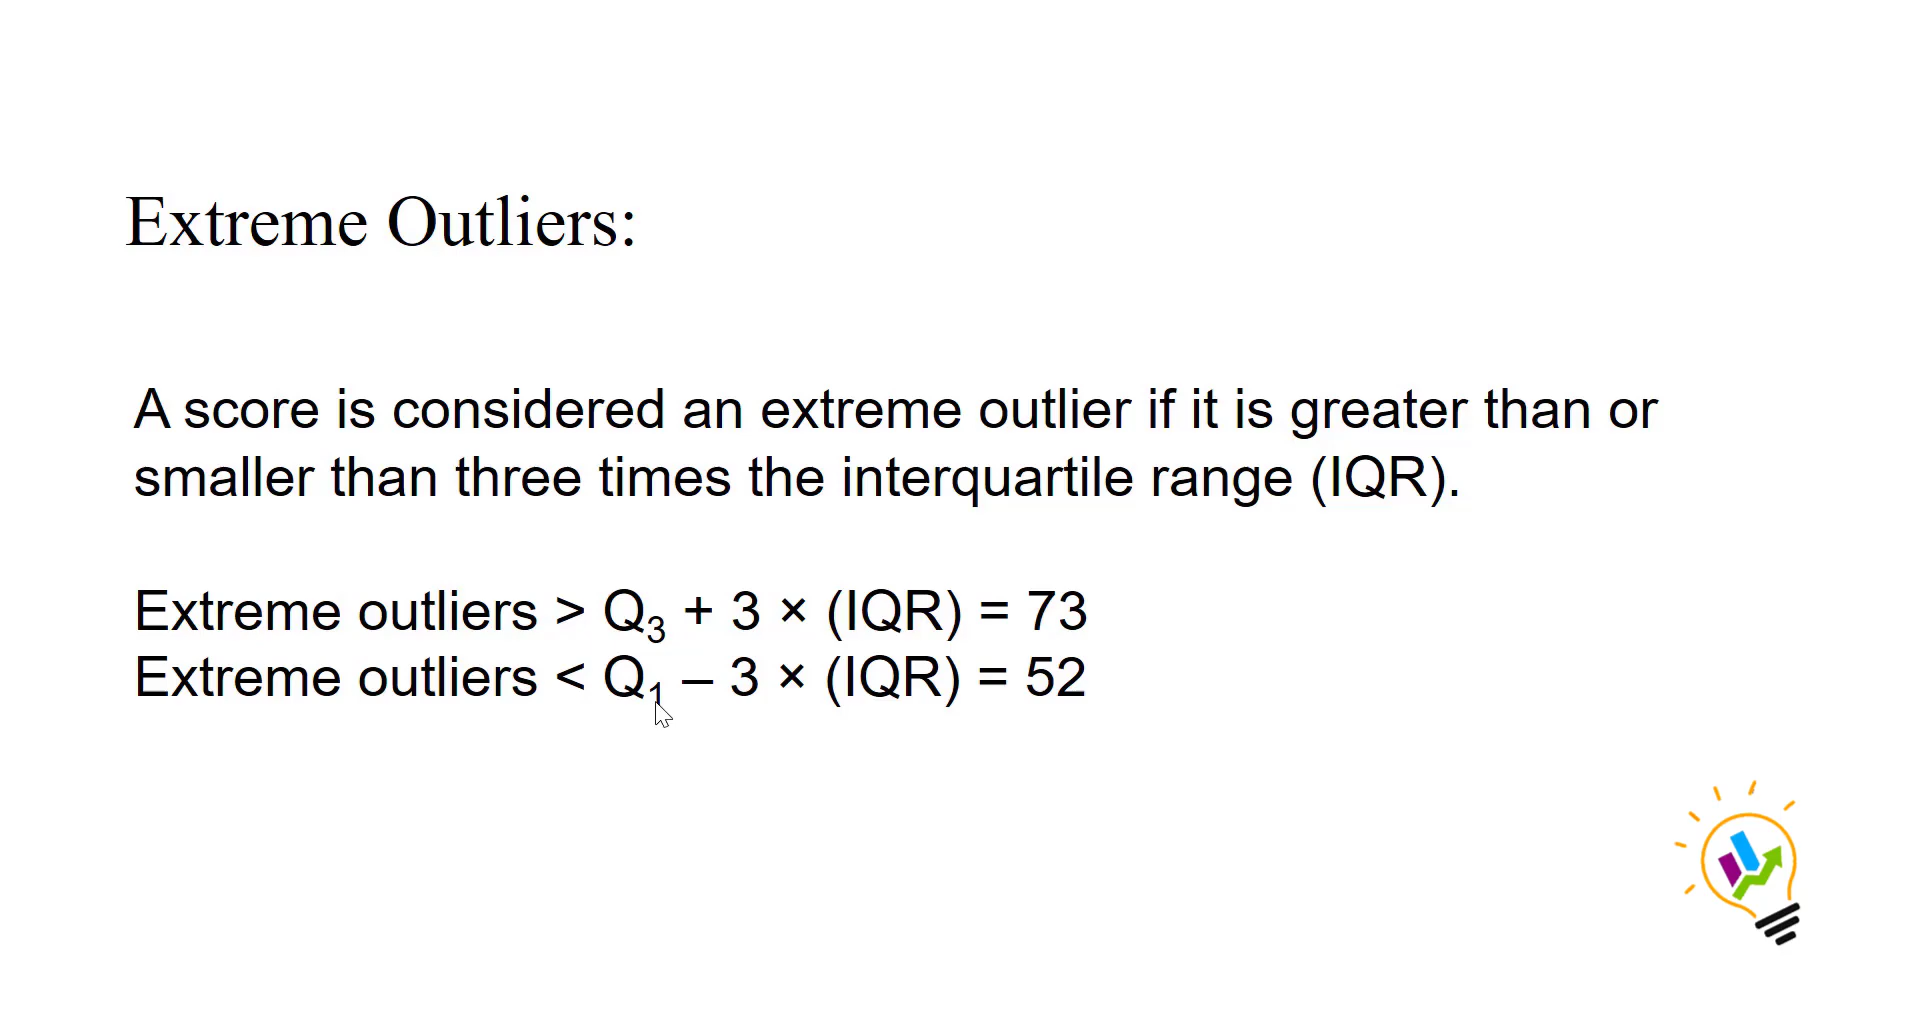 Extreme Outliers:
A score is considered an extreme outlier if it is greater than or
smaller than three times the interquartile range (IQR).
Extreme outliers > Q₃ + 3 × (IQR) = 73
Extreme outliers < Q₁ – 3 × (IQR) = 52